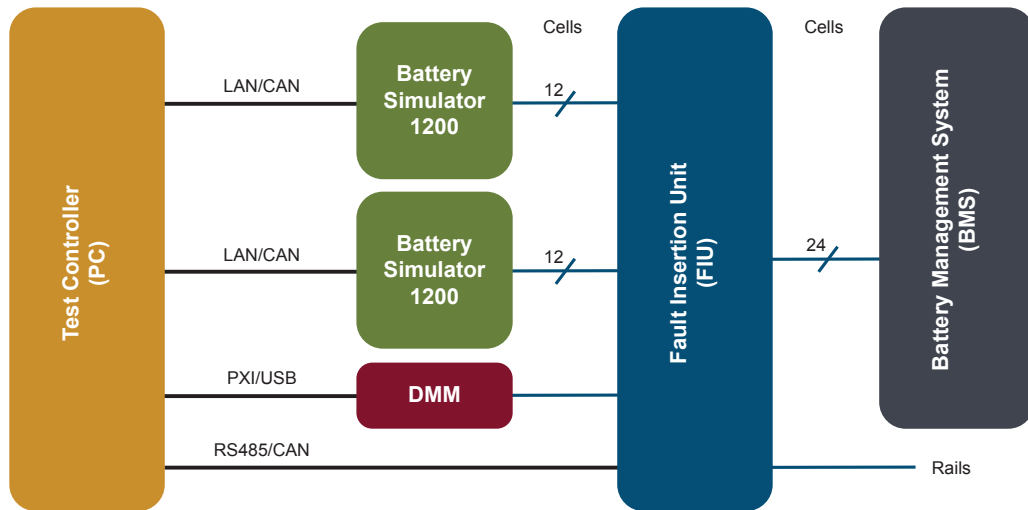 Test Controller
(PC)
LAN/CAN
Battery
Simulator
1200
Cells
12
LAN/CAN
Battery
Simulator
1200
12
PXI/USB
DMM
RS485/CAN
Fault Insertion Unit
(FIU)
Cells
24
Battery Management System
(BMS)
Rails